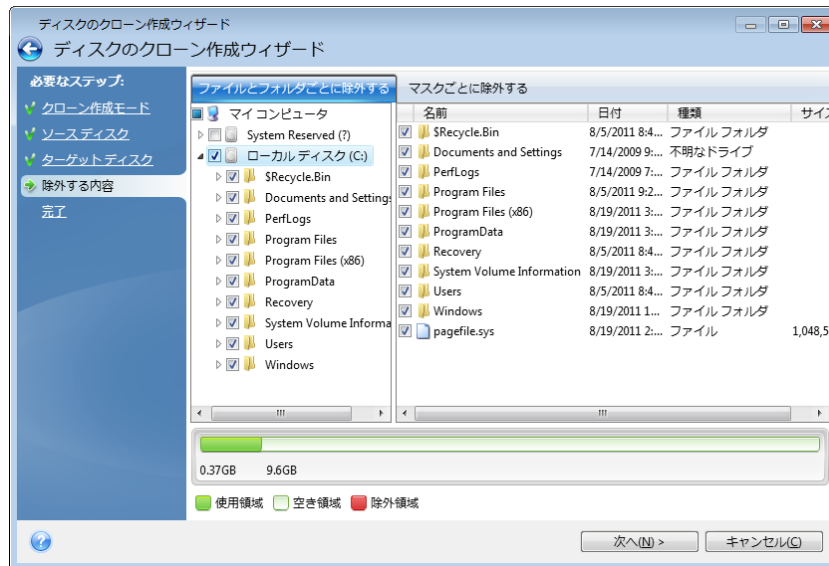 ディスクのクローン作成ウィザード
ディスクのクローン作成ウィザード
必要なステップ:
クローン作成モード
ソース ディスク
ターゲット ディスク
除外する内容
完了
ファイルとフォルダごとに除外する
マスクごとに除外する
マイ コンピュータ
System Reserved (?)
ローカル ディスク (C:)
$Recycle.Bin
Documents and Settings
PerfLogs
Program Files
Program Files (x86)
ProgramData
Recovery
System Volume Informa
Users
Windows
名前 日付 種類 サイズ
$Recycle.Bin 8/5/2011 8:4... ファイル フォルダ
Documents and Settings 7/14/2009 9:... 不明なドライブ
PerfLogs 7/14/2009 7:... ファイル フォルダ
Program Files 8/5/2011 9:2... ファイル フォルダ
Program Files (x86) 8/19/2011 3:... ファイル フォルダ
ProgramData 8/19/2011 3:... ファイル フォルダ
Recovery 8/5/2011 8:4... ファイル フォルダ
System Volume Information 8/19/2011 3:... ファイル フォルダ
Users 8/5/2011 8:4... ファイル フォルダ
Windows 8/19/2011 1... ファイル フォルダ
pagefile.sys 8/19/2011 2:... ファイル 1,048,5
0.37GB 9.6GB
使用領域 空き領域 除外領域
次へ(N) > キャンセル(C)